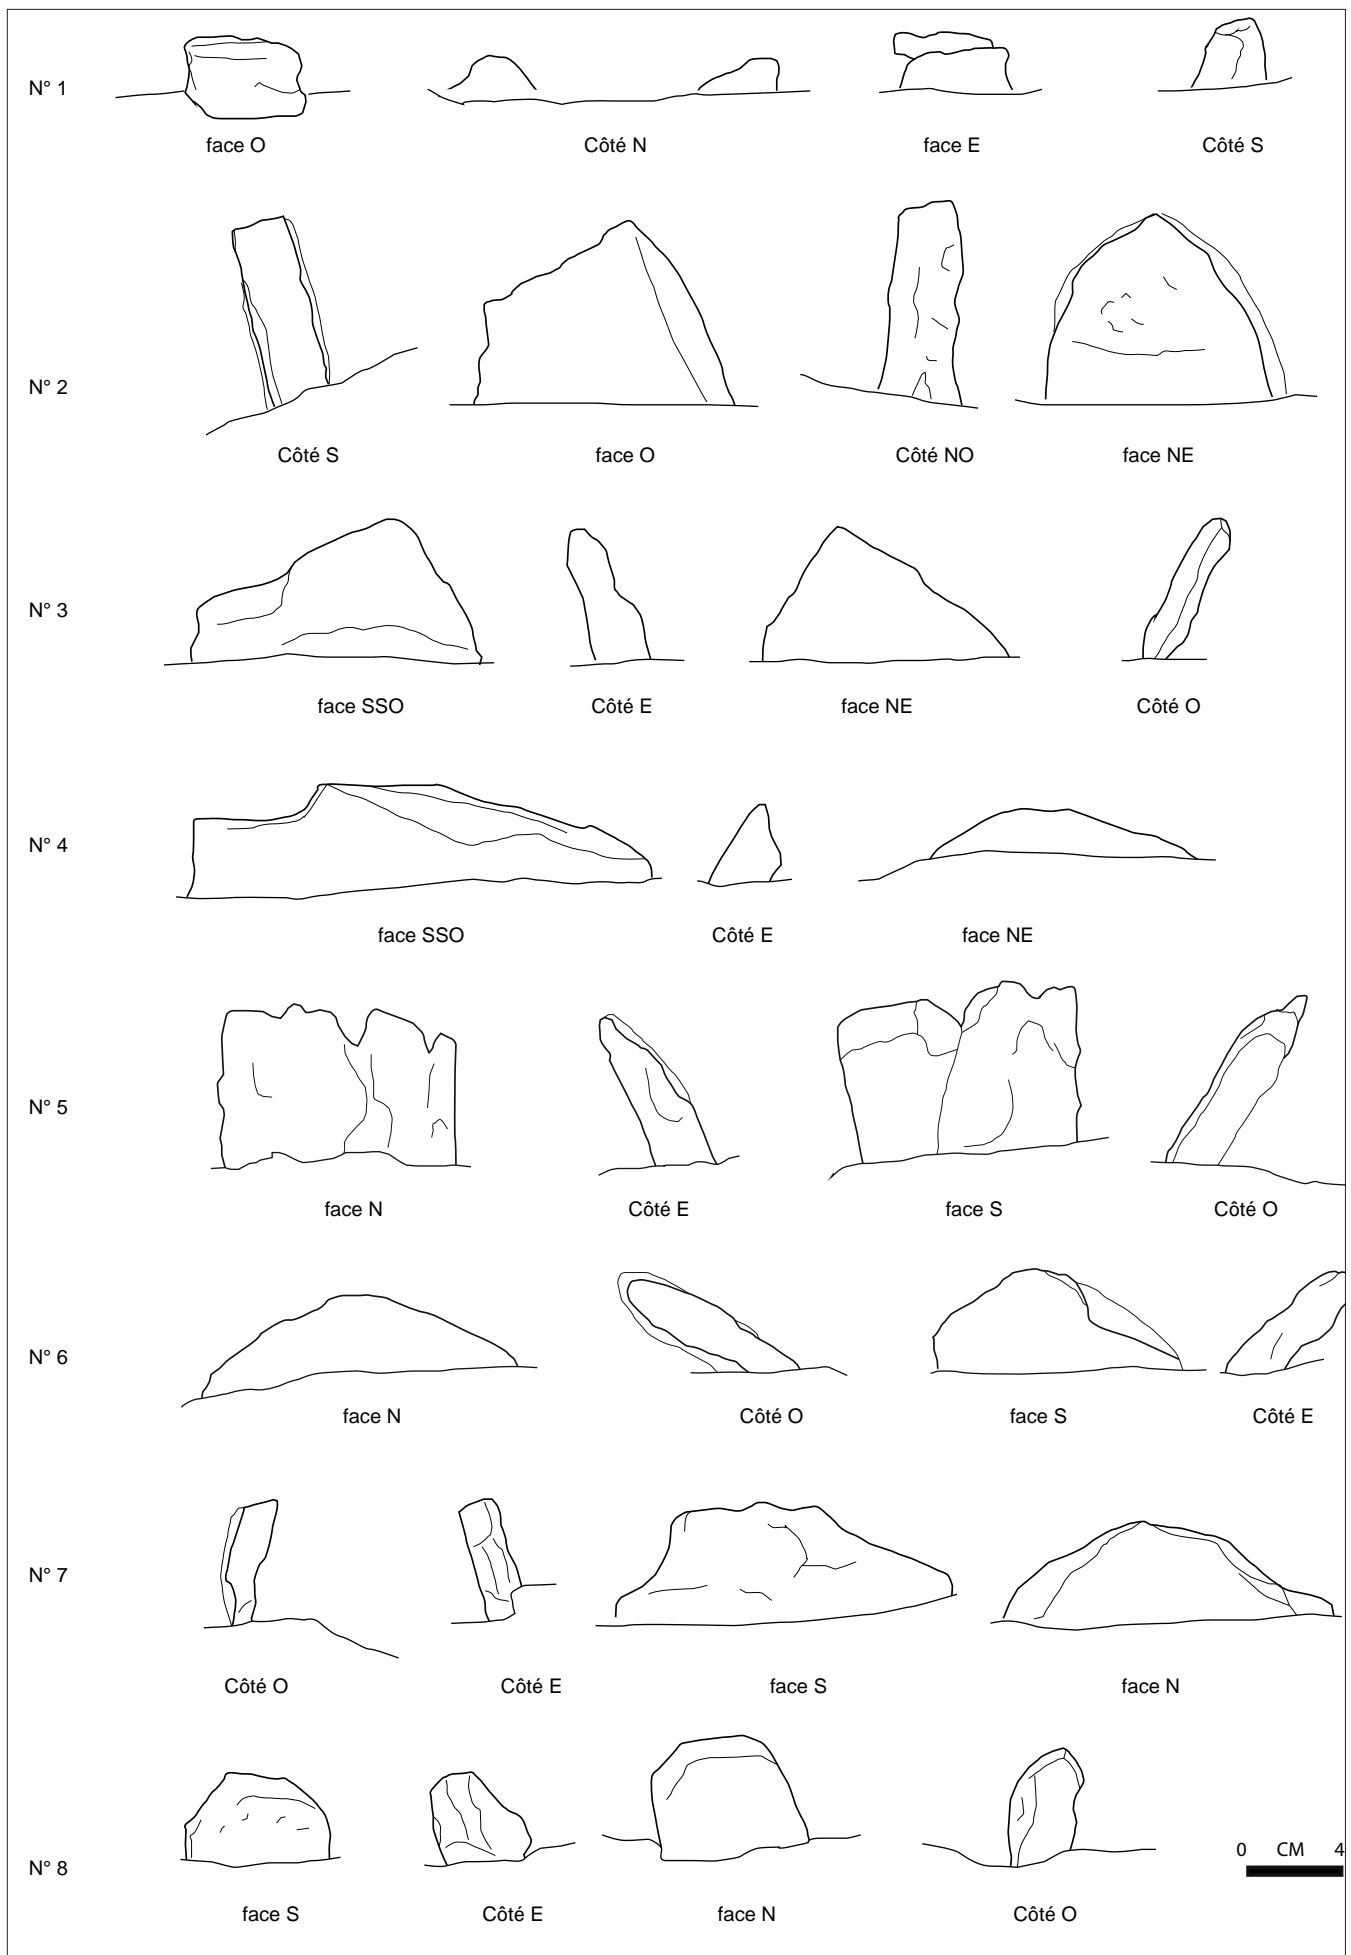 N° 1
face O
Côté N
face E
Côté S
N° 2
Côté S
face O
Côté NO
face NE
N° 3
face SSO
Côté E
face NE
Côté O
N° 4
face SSO
Côté E
face NE
N° 5
face N
Côté E
face S
Côté O
N° 6
face N
Côté O
face S
Côté E
N° 7
Côté O
Côté E
face S
face N
N° 8
0 CM 4
face S
Côté E
face N
Côté O